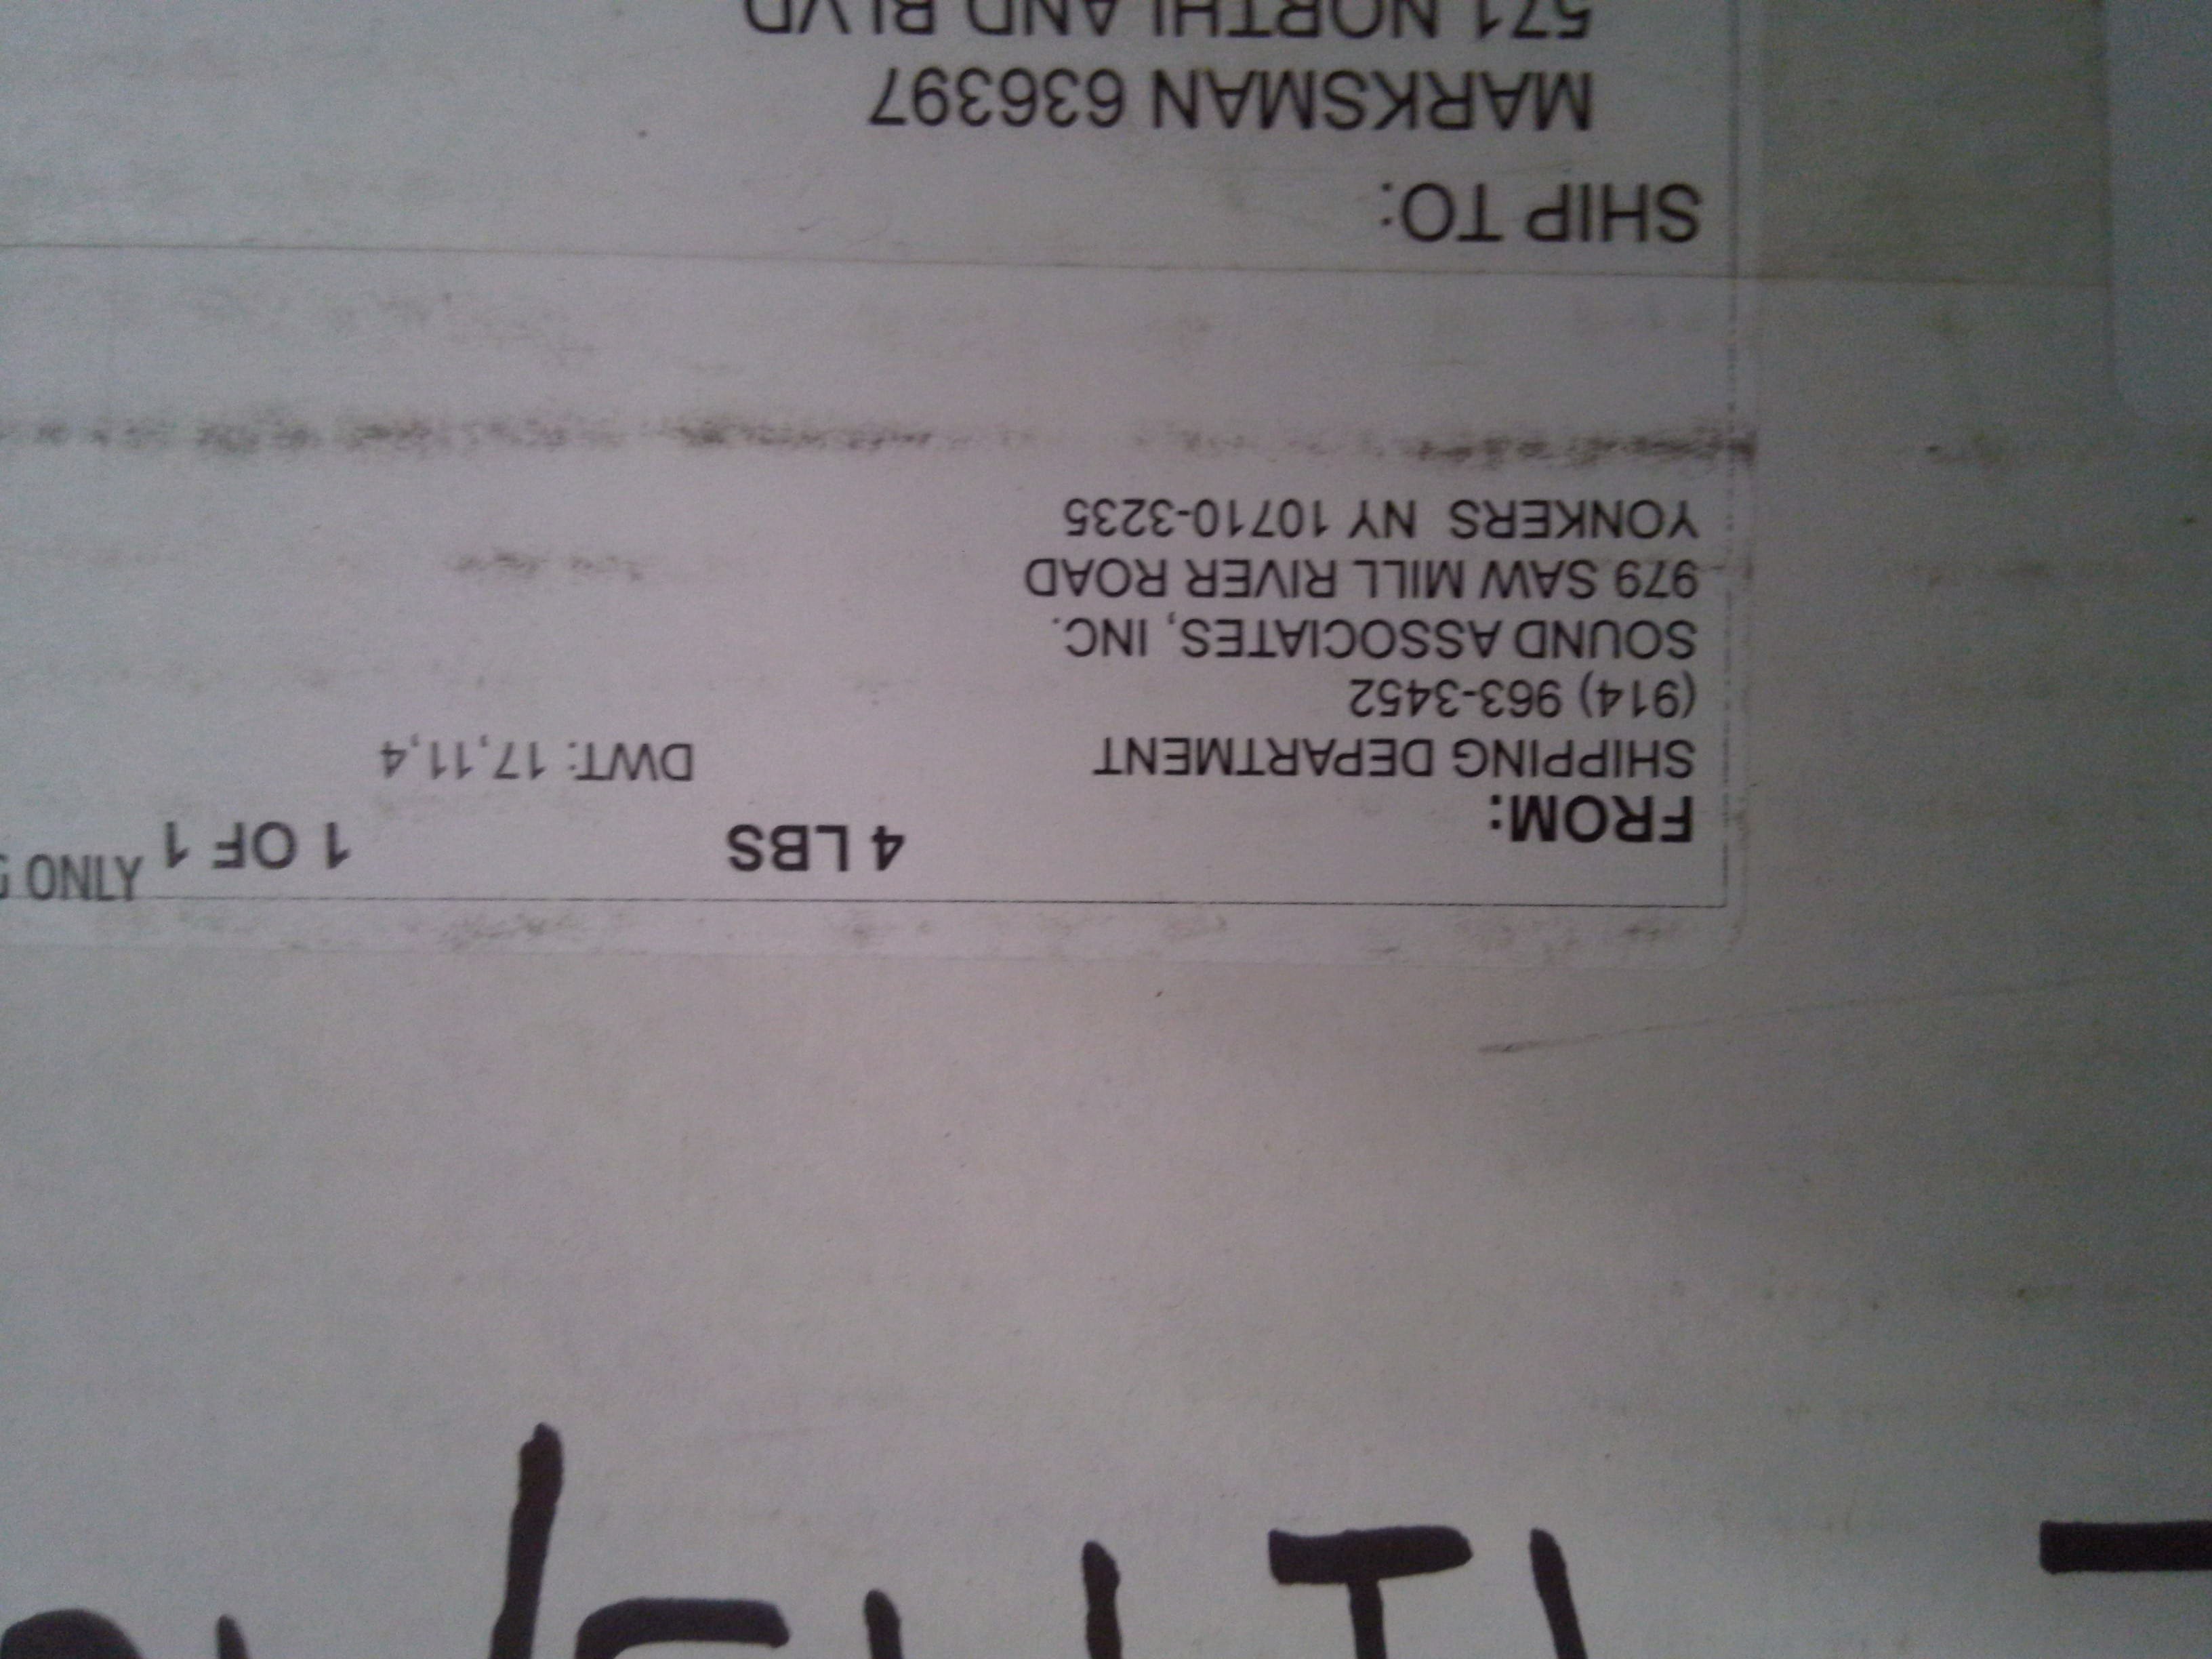 FROM:
SHIPPING DEPARTMENT
(914) 963-3452
SOUND ASSOCIATES, INC.
979 SAW MILL RIVER ROAD
YONKERS NY 10710-3235
4 LBS
1 OF 1
DWT: 17,11,4
SHIP TO:
MARKSMAN 636397
571 NORTHLAND BLVD
ONLY